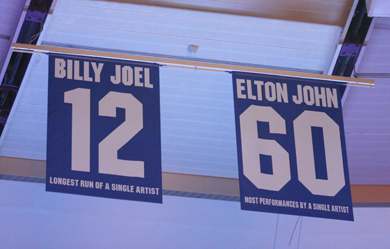 BILLY JOEL
12
LONGEST RUN OF A SINGLE ARTIST
ELTON JOHN
60
MOST PERFORMANCES BY A SINGLE ARTIST